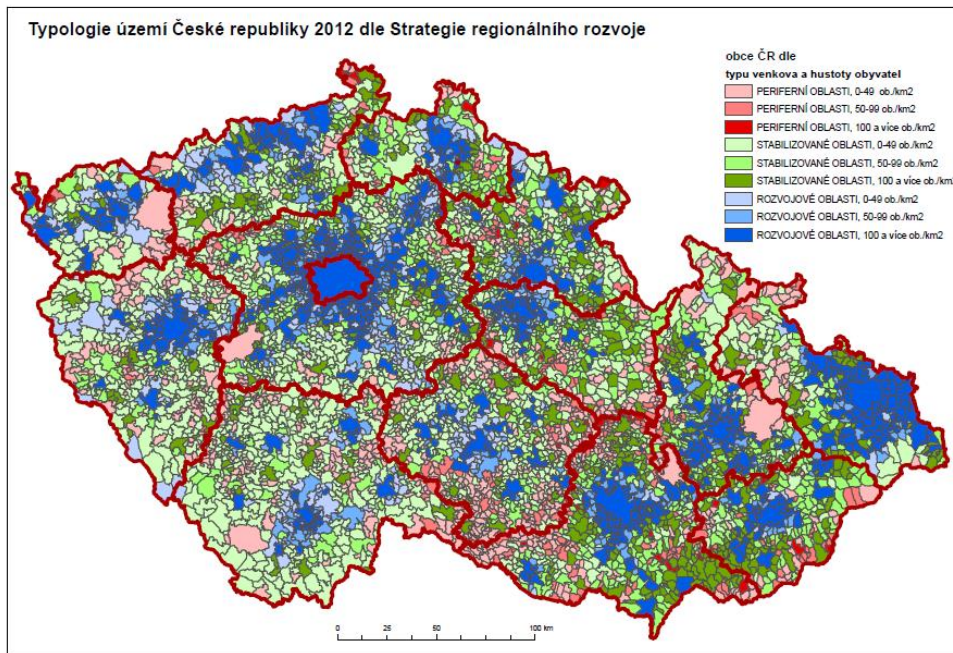 Typologie území České republiky 2012 dle Strategie regionálního rozvoje
obce ČR dle
typu venkova a hustoty obyvatel
PERIFERNÍ OBLASTI, 0-49 ob./km2
PERIFERNÍ OBLASTI, 50-99 ob./km2
PERIFERNÍ OBLASTI, 100 a více ob./km2
STABILIZOVANÉ OBLASTI, 0-49 ob./km2
STABILIZOVANÉ OBLASTI, 50-99 ob./km2
STABILIZOVANÉ OBLASTI, 100 a více ob./km2
ROZVOJOVÉ OBLASTI, 0-49 ob./km2
ROZVOJOVÉ OBLASTI, 50-99 ob./km2
ROZVOJOVÉ OBLASTI, 100 a více ob./km2
0 25 50 100 km